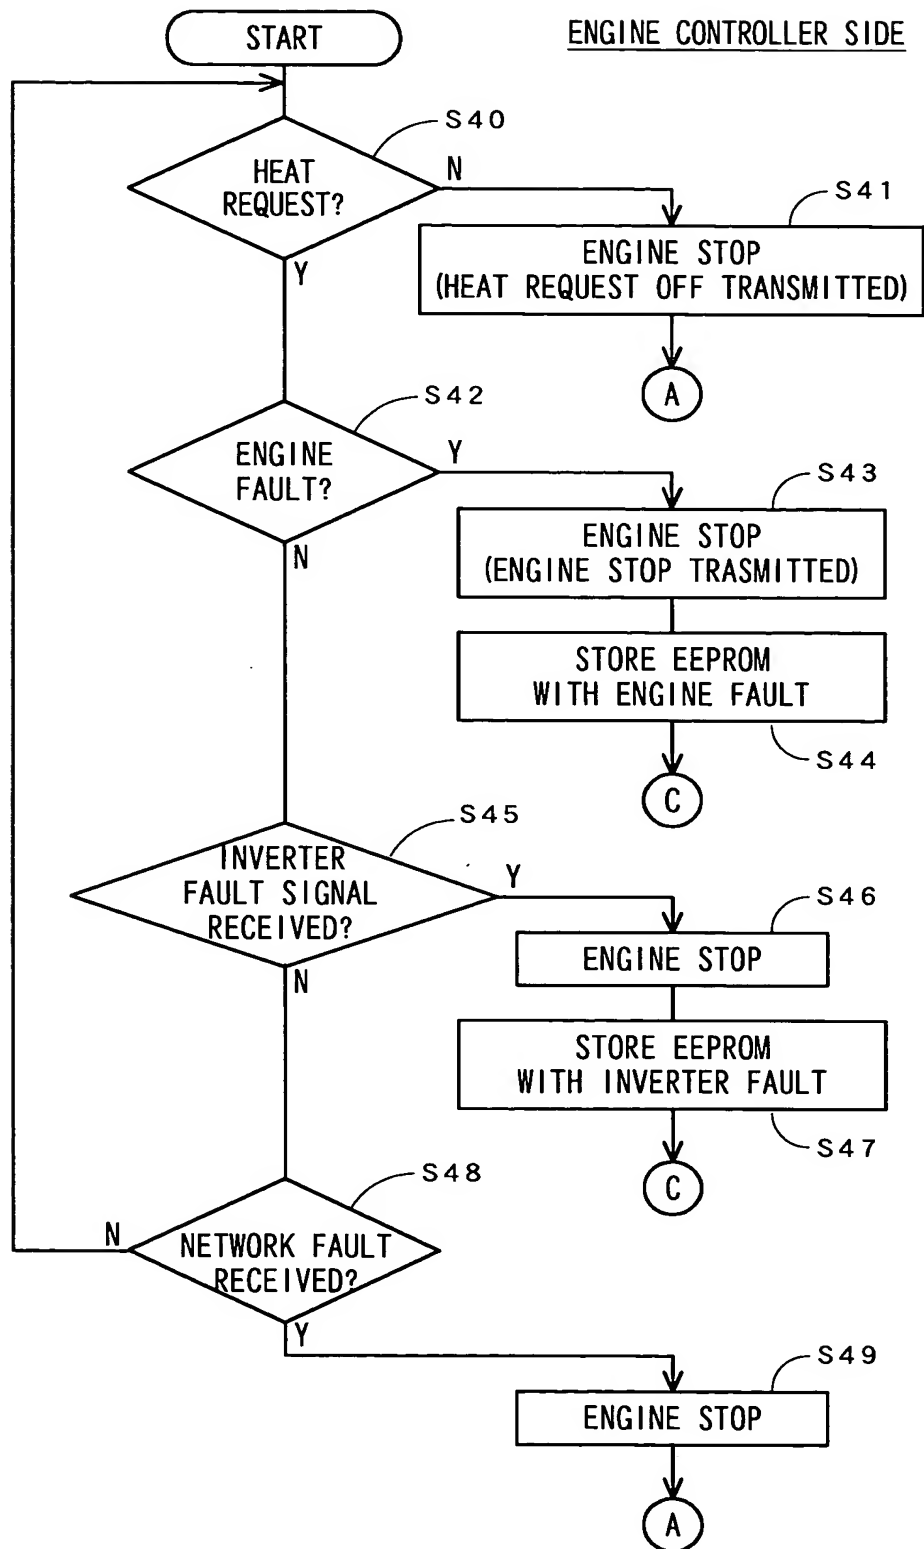 START
ENGINE CONTROLLER SIDE
S40
HEAT
REQUEST?
N
Y
S41
ENGINE STOP
(HEAT REQUEST OFF TRANSMITTED)
A
S42
ENGINE
FAULT?
Y
N
S43
ENGINE STOP
(ENGINE STOP TRASMITTED)
STORE EEPROM
WITH ENGINE FAULT
S44
C
S45
INVERTER
FAULT SIGNAL
RECEIVED?
Y
N
S46
ENGINE STOP
STORE EEPROM
WITH INVERTER FAULT
S47
C
S48
NETWORK FAULT
RECEIVED?
N
Y
S49
ENGINE STOP
A